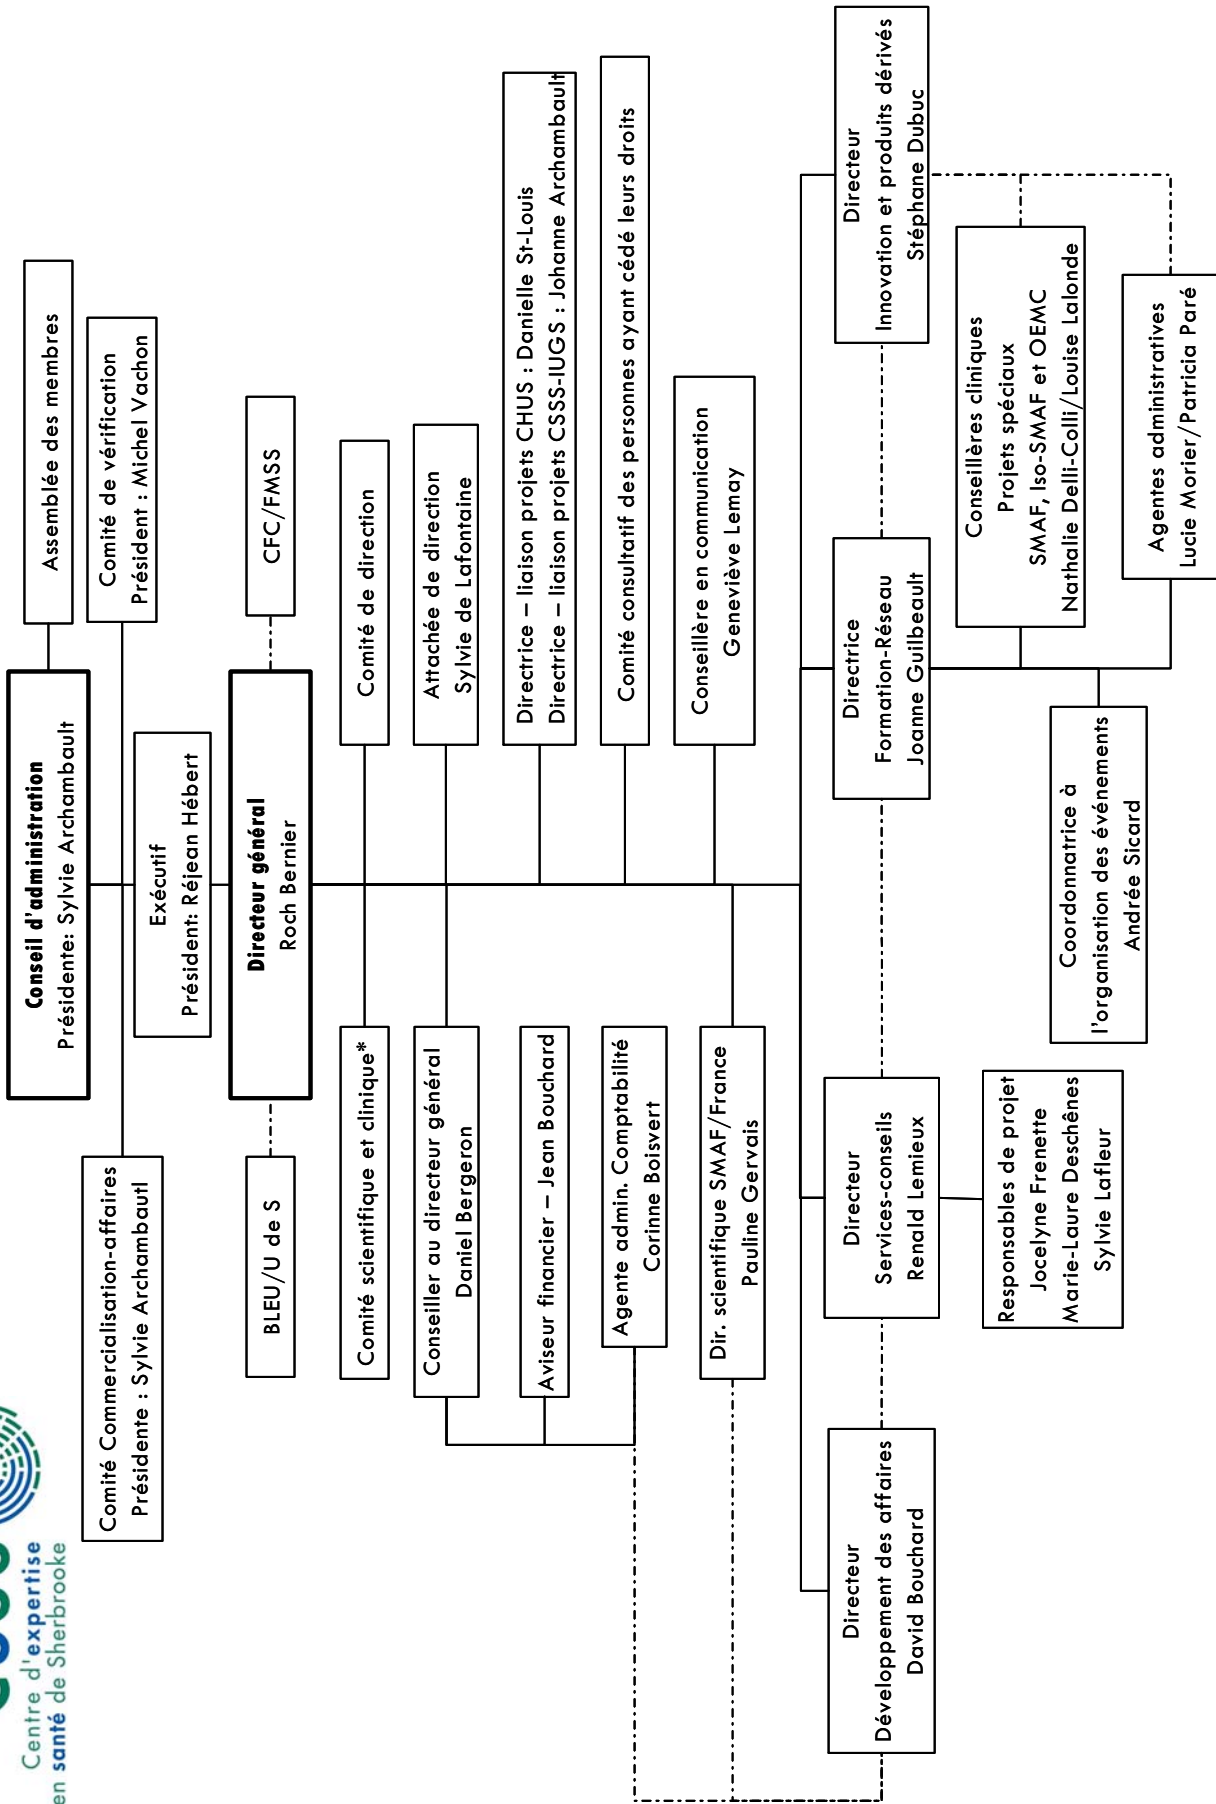 Centre d'expertise
en santé de Sherbrooke
Conseil d'administration
Présidente: Sylvie Archambault
Assemblée des membres
Comité Commercialisation-affaires
Présidente : Sylvie Archambautl
Comité de vérification
Président : Michel Vachon
Exécutif
Président: Réjean Hébert
BLEU/U de S
Directeur général
Roch Bernier
CFC/FMSS
Comité scientifique et clinique*
Comité de direction
Conseiller au directeur général
Daniel Bergeron
Attachée de direction
Sylvie de Lafontaine
Aviseur financier – Jean Bouchard
Directrice – liaison projets CHUS : Danielle St-Louis
Directrice – liaison projets CSSS-IUGS : Johanne Archambault
Agente admin. Comptabilité
Corinne Boisvert
Comité consultatif des personnes ayant cédé leurs droits
Dir. scientifique SMAF/France
Pauline Gervais
Conseillère en communication
Geneviève Lemay
Directeur
Développement des affaires
David Bouchard
Directeur
Services-conseils
Renald Lemieux
Directrice
Formation-Réseau
Joanne Guilbeault
Directeur
Innovation et produits dérivés
Stéphane Dubuc
Responsables de projet
Jocelyne Frenette
Marie-Laure Deschênes
Sylvie Lafleur
Conseillères cliniques
Projets spéciaux
SMAF, Iso-SMAF et OEMC
Nathalie Delli-Colli/Louise Lalonde
Coordonnatrice à
l'organisation des événements
Andrée Sicard
Agentes administratives
Lucie Morier/Patricia Paré